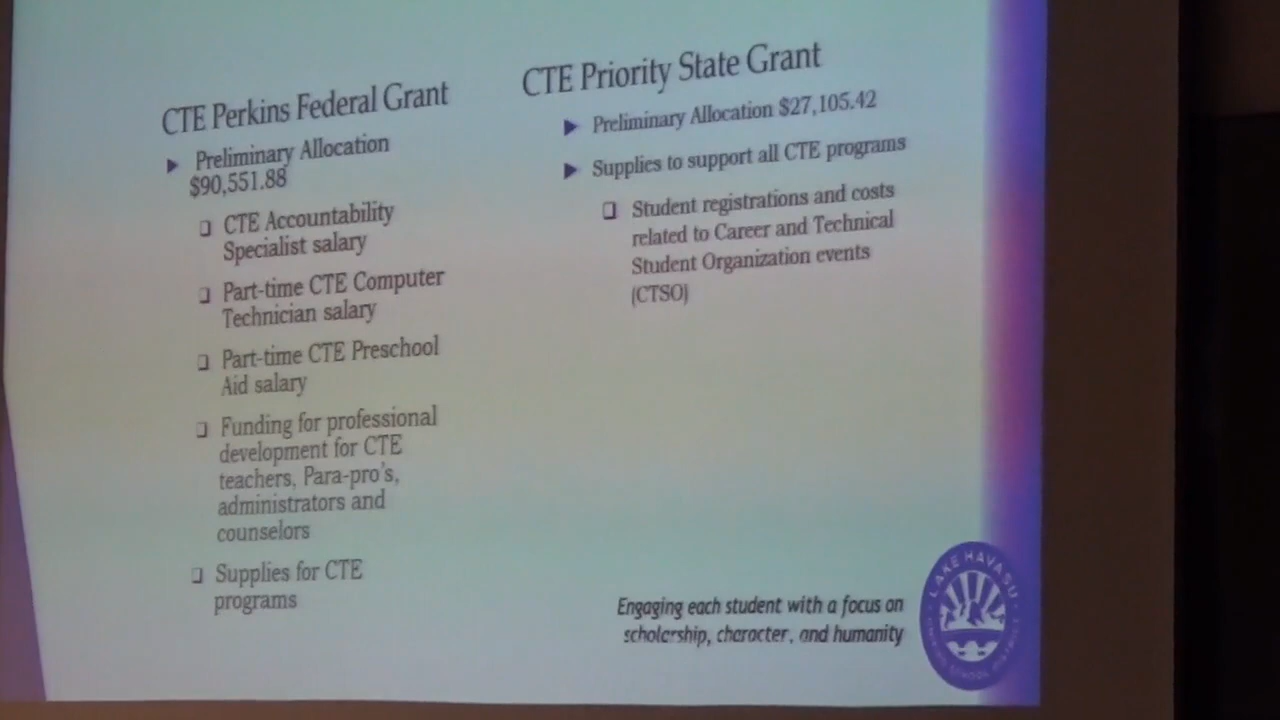 CTE Perkins Federal Grant
Preliminary Allocation
$90,551.88
CTE Accountability
Specialist salary
Part-time CTE Computer
Technician salary
Part-time CTE Preschool
Aid salary
Funding for professional
development for CTE
teachers, Para-pro's,
administrators and
counselors
Supplies for CTE
programs
CTE Priority State Grant
Preliminary Allocation $27,105.42
Supplies to support all CTE programs
Student registrations and costs
related to Career and Technical
Student Organization events
(CTSO)
Engaging each student with a focus on
scholarship, character, and humanity
LAKE HAVASU
SCHOOL DISTRICT